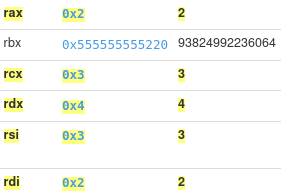 rax 0x2 2
rbx 0x555555555220 93824992236064
rcx 0x3 3
rdx 0x4 4
rsi 0x3 3
rdi 0x2 2